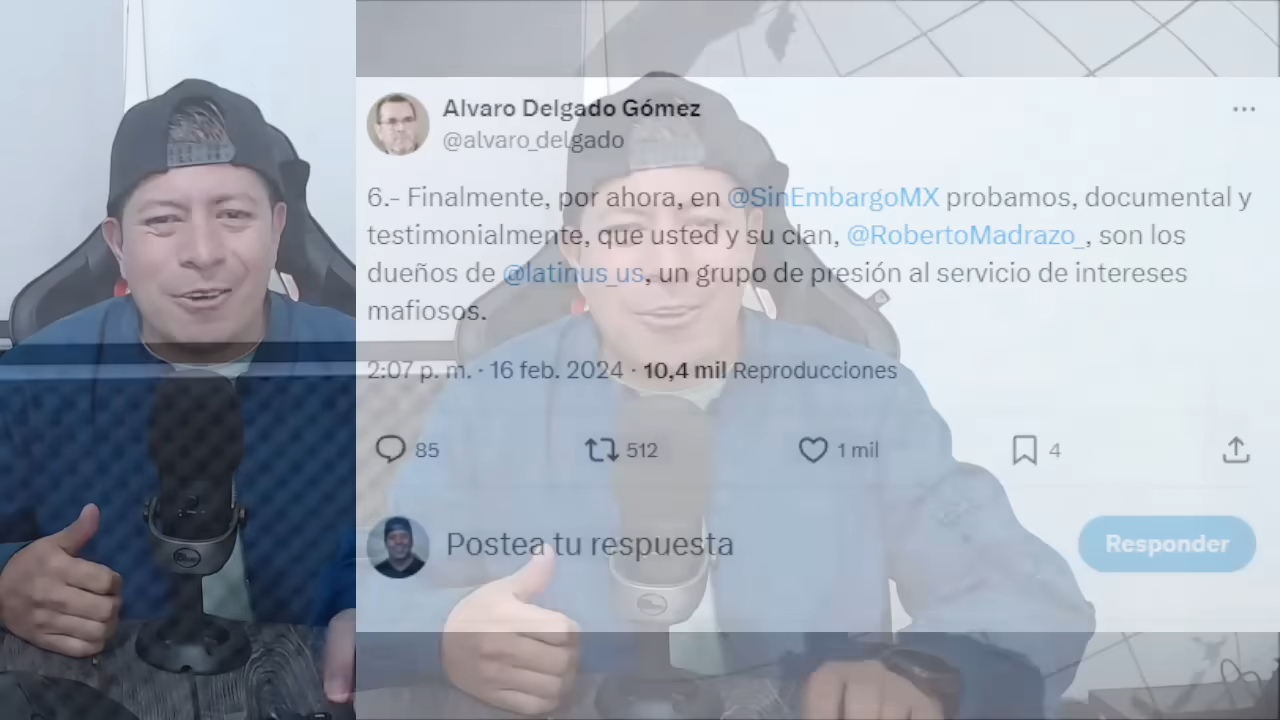 Alvaro Delgado Gómez
@alvaro_delgado
6.- Finalmente, por ahora, en @SinEmbargoMX probamos, documental y
testimonialmente, que usted y su clan, @RobertoMadrazo_, son los
dueños de @latinus_us, un grupo de presión al servicio de intereses
mafiosos.
2:07 p. m. · 16 feb. 2024 · 10,4 mil Reproducciones
85 512 1 mil 4
Postea tu respuesta Responder